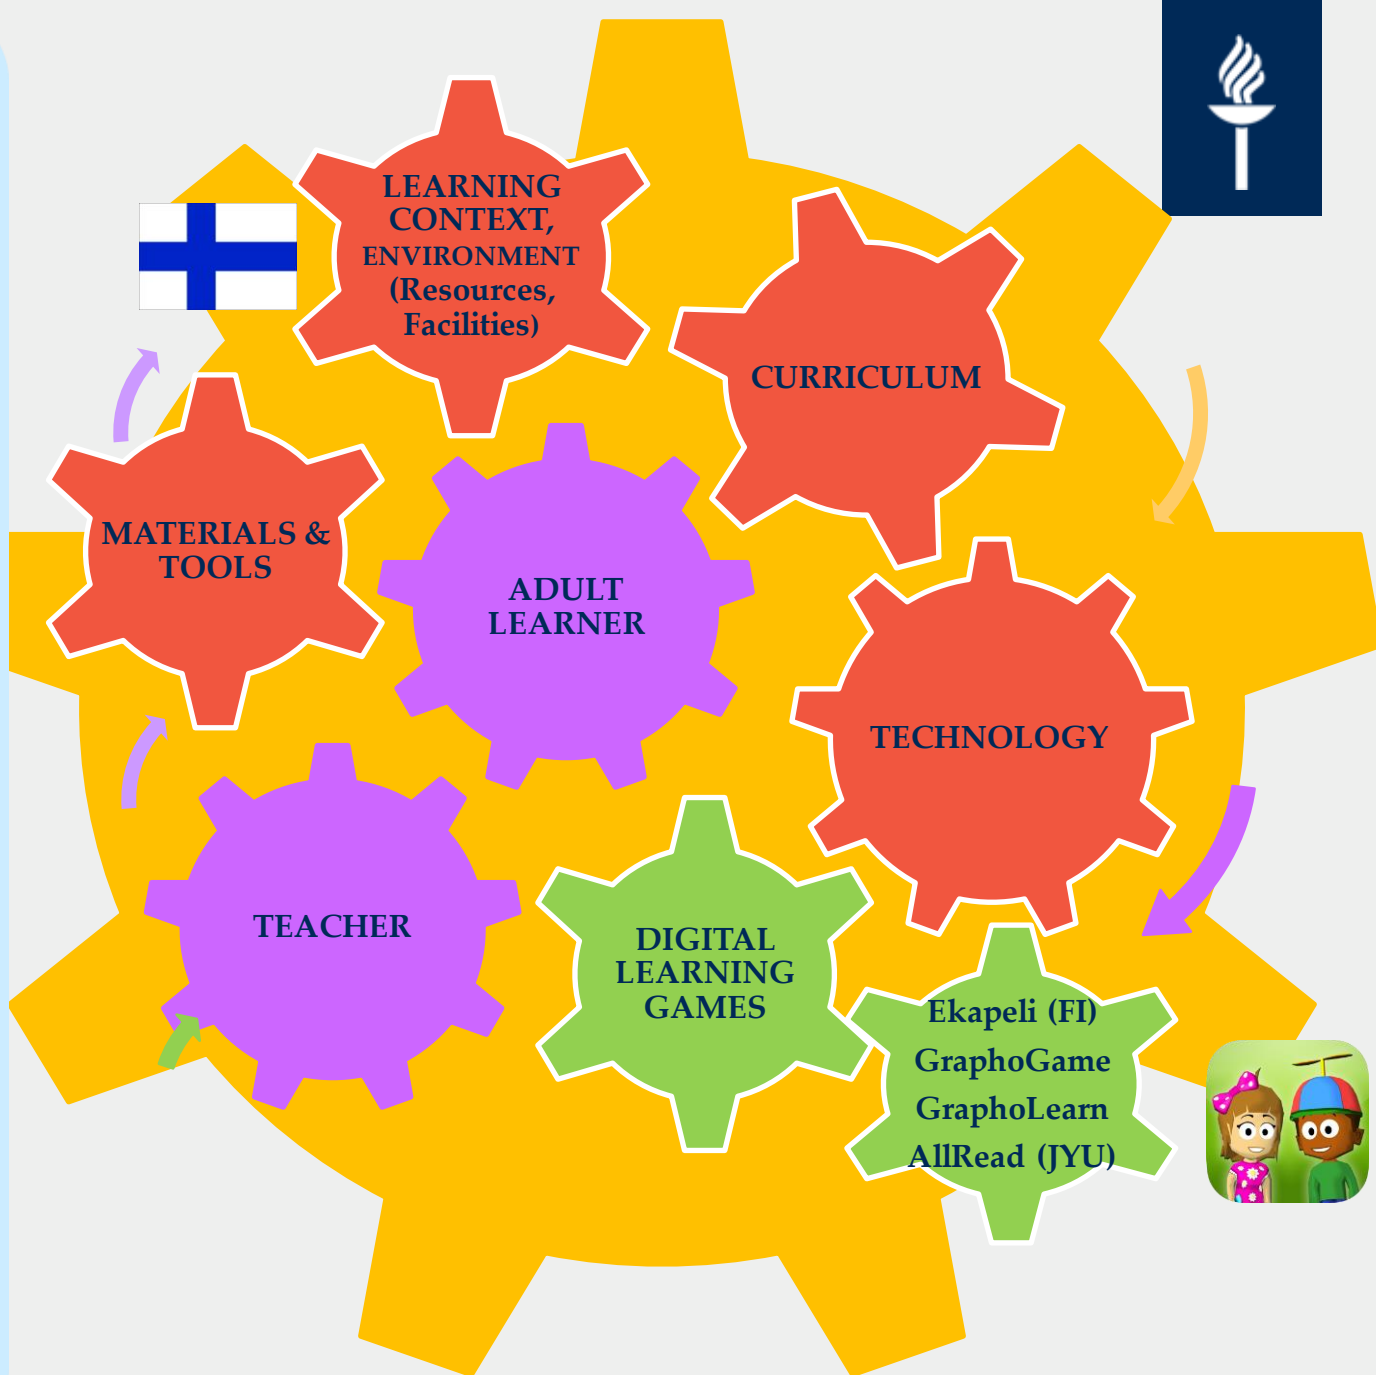 LEARNING
CONTEXT,
ENVIRONMENT
(Resources,
Facilities)
CURRICULUM
MATERIALS &
TOOLS
ADULT
LEARNER
TECHNOLOGY
TEACHER
DIGITAL
LEARNING
GAMES
Ekapeli (FI)
GraphoGame
GraphoLearn
AllRead (JYU)